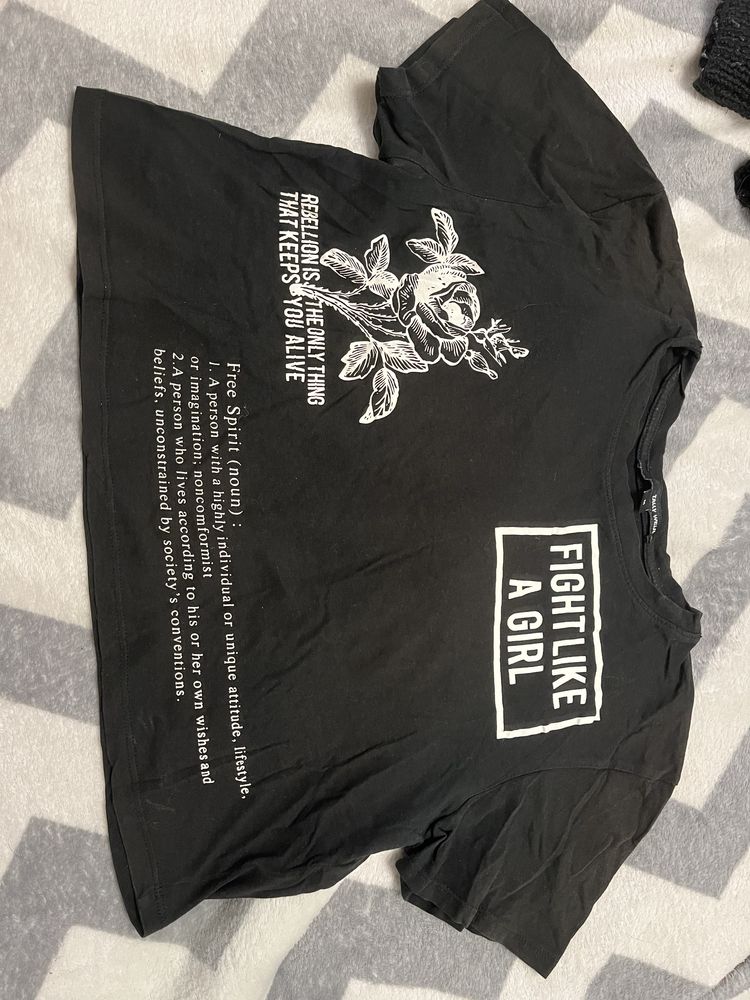 TALLY WEiJL
FIGHT LIKE
A GIRL
REBELLION IS THE ONLY THING
THAT KEEPS YOU ALIVE
Free Spirit (noun) :
1. A person with a highly individual or unique attitude, lifestyle,
or imagination; noncomformist
2. A person who lives according to his or her own wishes and
beliefs, unconstrained by society's conventions.